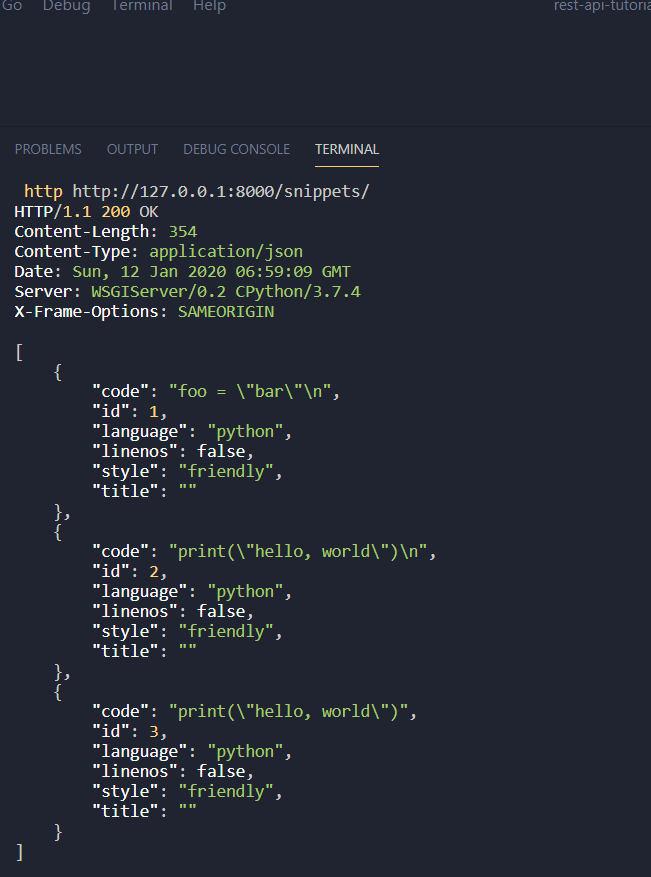 Go Debug Terminal Help rest-api-tutoria
PROBLEMS OUTPUT DEBUG CONSOLE TERMINAL
http http://127.0.0.1:8000/snippets/
HTTP/1.1 200 OK
Content-Length: 354
Content-Type: application/json
Date: Sun, 12 Jan 2020 06:59:09 GMT
Server: WSGIServer/0.2 CPython/3.7.4
X-Frame-Options: SAMEORIGIN
[
    {
        "code": "foo = \"bar\"\n",
        "id": 1,
        "language": "python",
        "linenos": false,
        "style": "friendly",
        "title": ""
    },
    {
        "code": "print(\"hello, world\")\n",
        "id": 2,
        "language": "python",
        "linenos": false,
        "style": "friendly",
        "title": ""
    },
    {
        "code": "print(\"hello, world\")",
        "id": 3,
        "language": "python",
        "linenos": false,
        "style": "friendly",
        "title": ""
    }
]